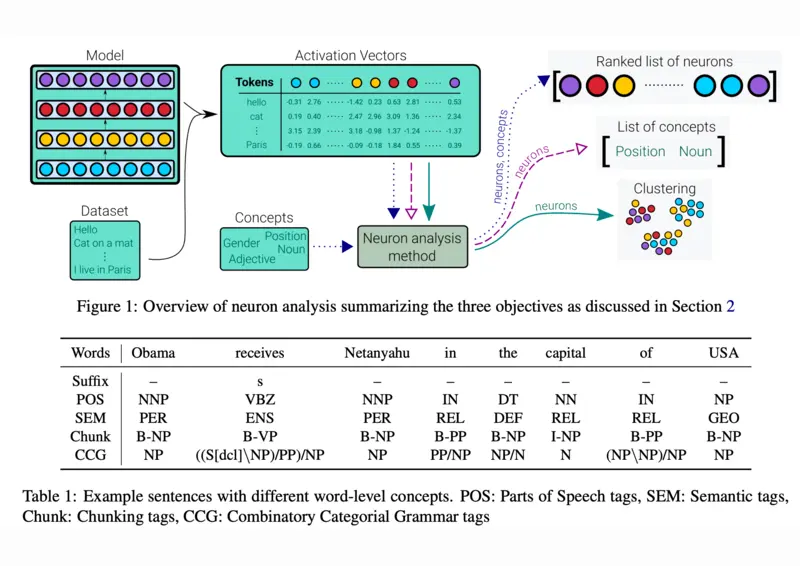 Model
Activation Vectors
Tokens
hello -0.31 2.76 ...... -1.42 0.23 0.63 2.81 ...... 0.53
cat 0.19 0.40 ...... 2.47 2.96 3.09 1.36 ...... 2.34
⋮ 3.15 2.39 ...... 3.18 -0.98 1.37 -1.24 ...... -1.37
Paris -0.19 0.66 ...... -0.09 -0.18 1.84 0.55 ...... 0.39
Ranked list of neurons
[ ......... ]
List of concepts
[ Position Noun ]
Clustering
neurons, concepts
neurons
neurons
Dataset
Hello
Cat on a mat
⋮
I live in Paris
Concepts
Position
Gender
Noun
Adjective
Neuron analysis
method
Figure 1: Overview of neuron analysis summarizing the three objectives as discussed in Section 2
Words Obama receives Netanyahu in the capital of USA
Suffix – s – – – – – –
POS NNP VBZ NNP IN DT NN IN NP
SEM PER ENS PER REL DEF REL REL GEO
Chunk B-NP B-VP B-NP B-PP B-NP I-NP B-PP B-NP
CCG NP ((S[dcl]\NP)/PP)/NP NP PP/NP NP/N N (NP\NP)/NP NP
Table 1: Example sentences with different word-level concepts. POS: Parts of Speech tags, SEM: Semantic tags,
Chunk: Chunking tags, CCG: Combinatory Categorial Grammar tags